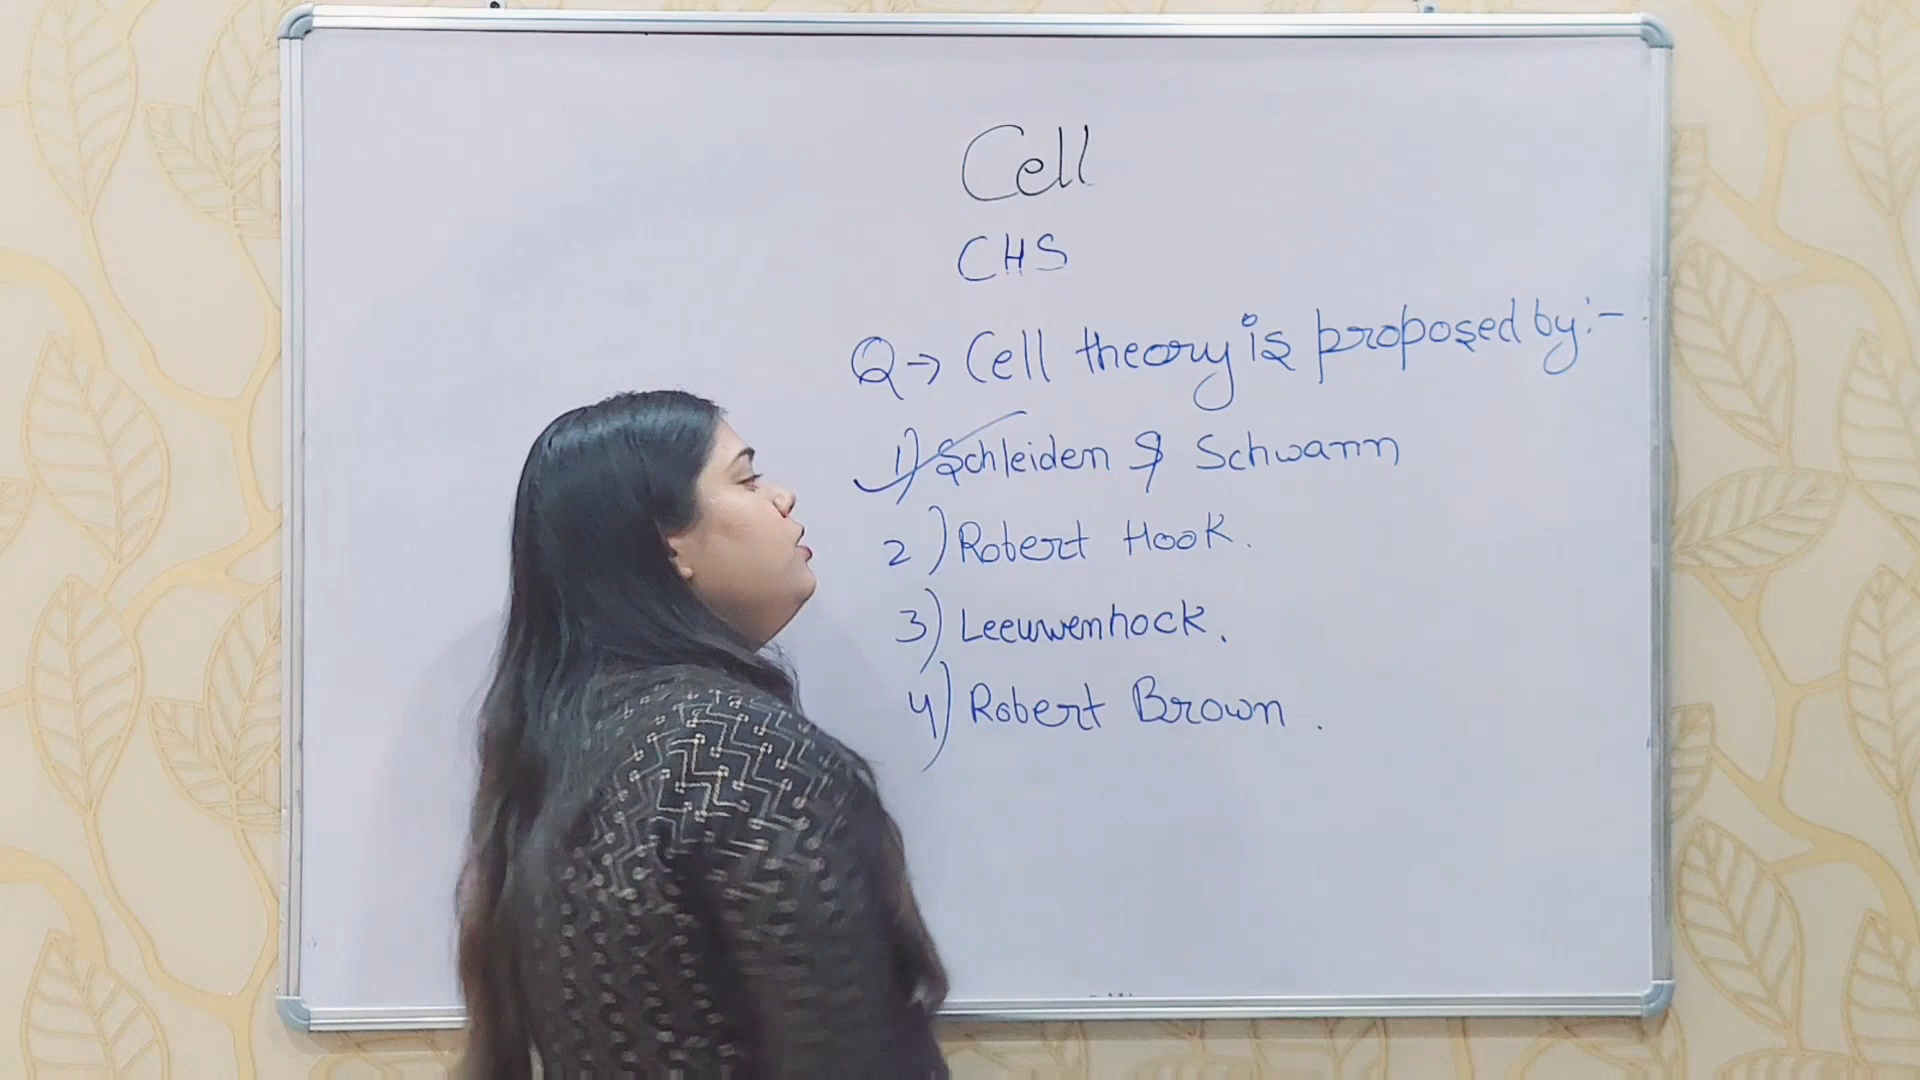 Cell
CHS
Q→ Cell theory is proposed by:-
1) Schleiden & Schwann
2) Robert Hook.
3) Leeuwenhock.
4) Robert Brown.